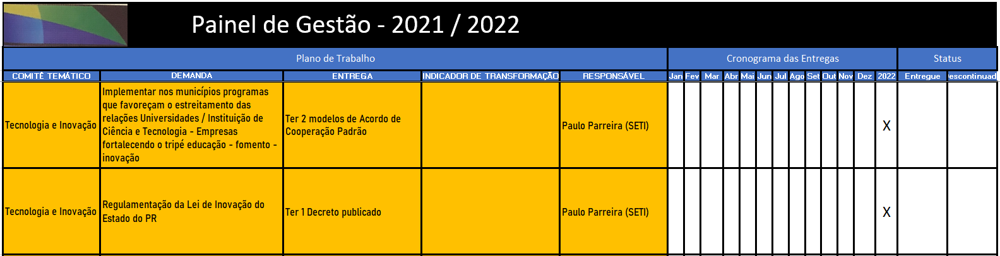 Painel de Gestão - 2021 / 2022
Plano de Trabalho
Cronograma das Entregas
Status
COMITÊ TEMÁTICO
DEMANDA
ENTREGA
INDICADOR DE TRANSFORMAÇÃO
RESPONSÁVEL
Jan
Fev
Mar
Abr
Mai
Jun
Jul
Ago
Set
Out
Nov
Dez
2022
Entregue
escontinuad
Tecnologia e Inovação
Implementar nos municípios programas
que favoreçam o estreitamento das
relações Universidades / Instituição de
Ciência e Tecnologia - Empresas
fortalecendo o tripé educação - fomento -
inovação
Ter 2 modelos de Acordo de
Cooperação Padrão
Paulo Parreira (SETI)
X
Tecnologia e Inovação
Regulamentação da Lei de Inovação do
Estado do PR
Ter 1 Decreto publicado
Paulo Parreira (SETI)
X